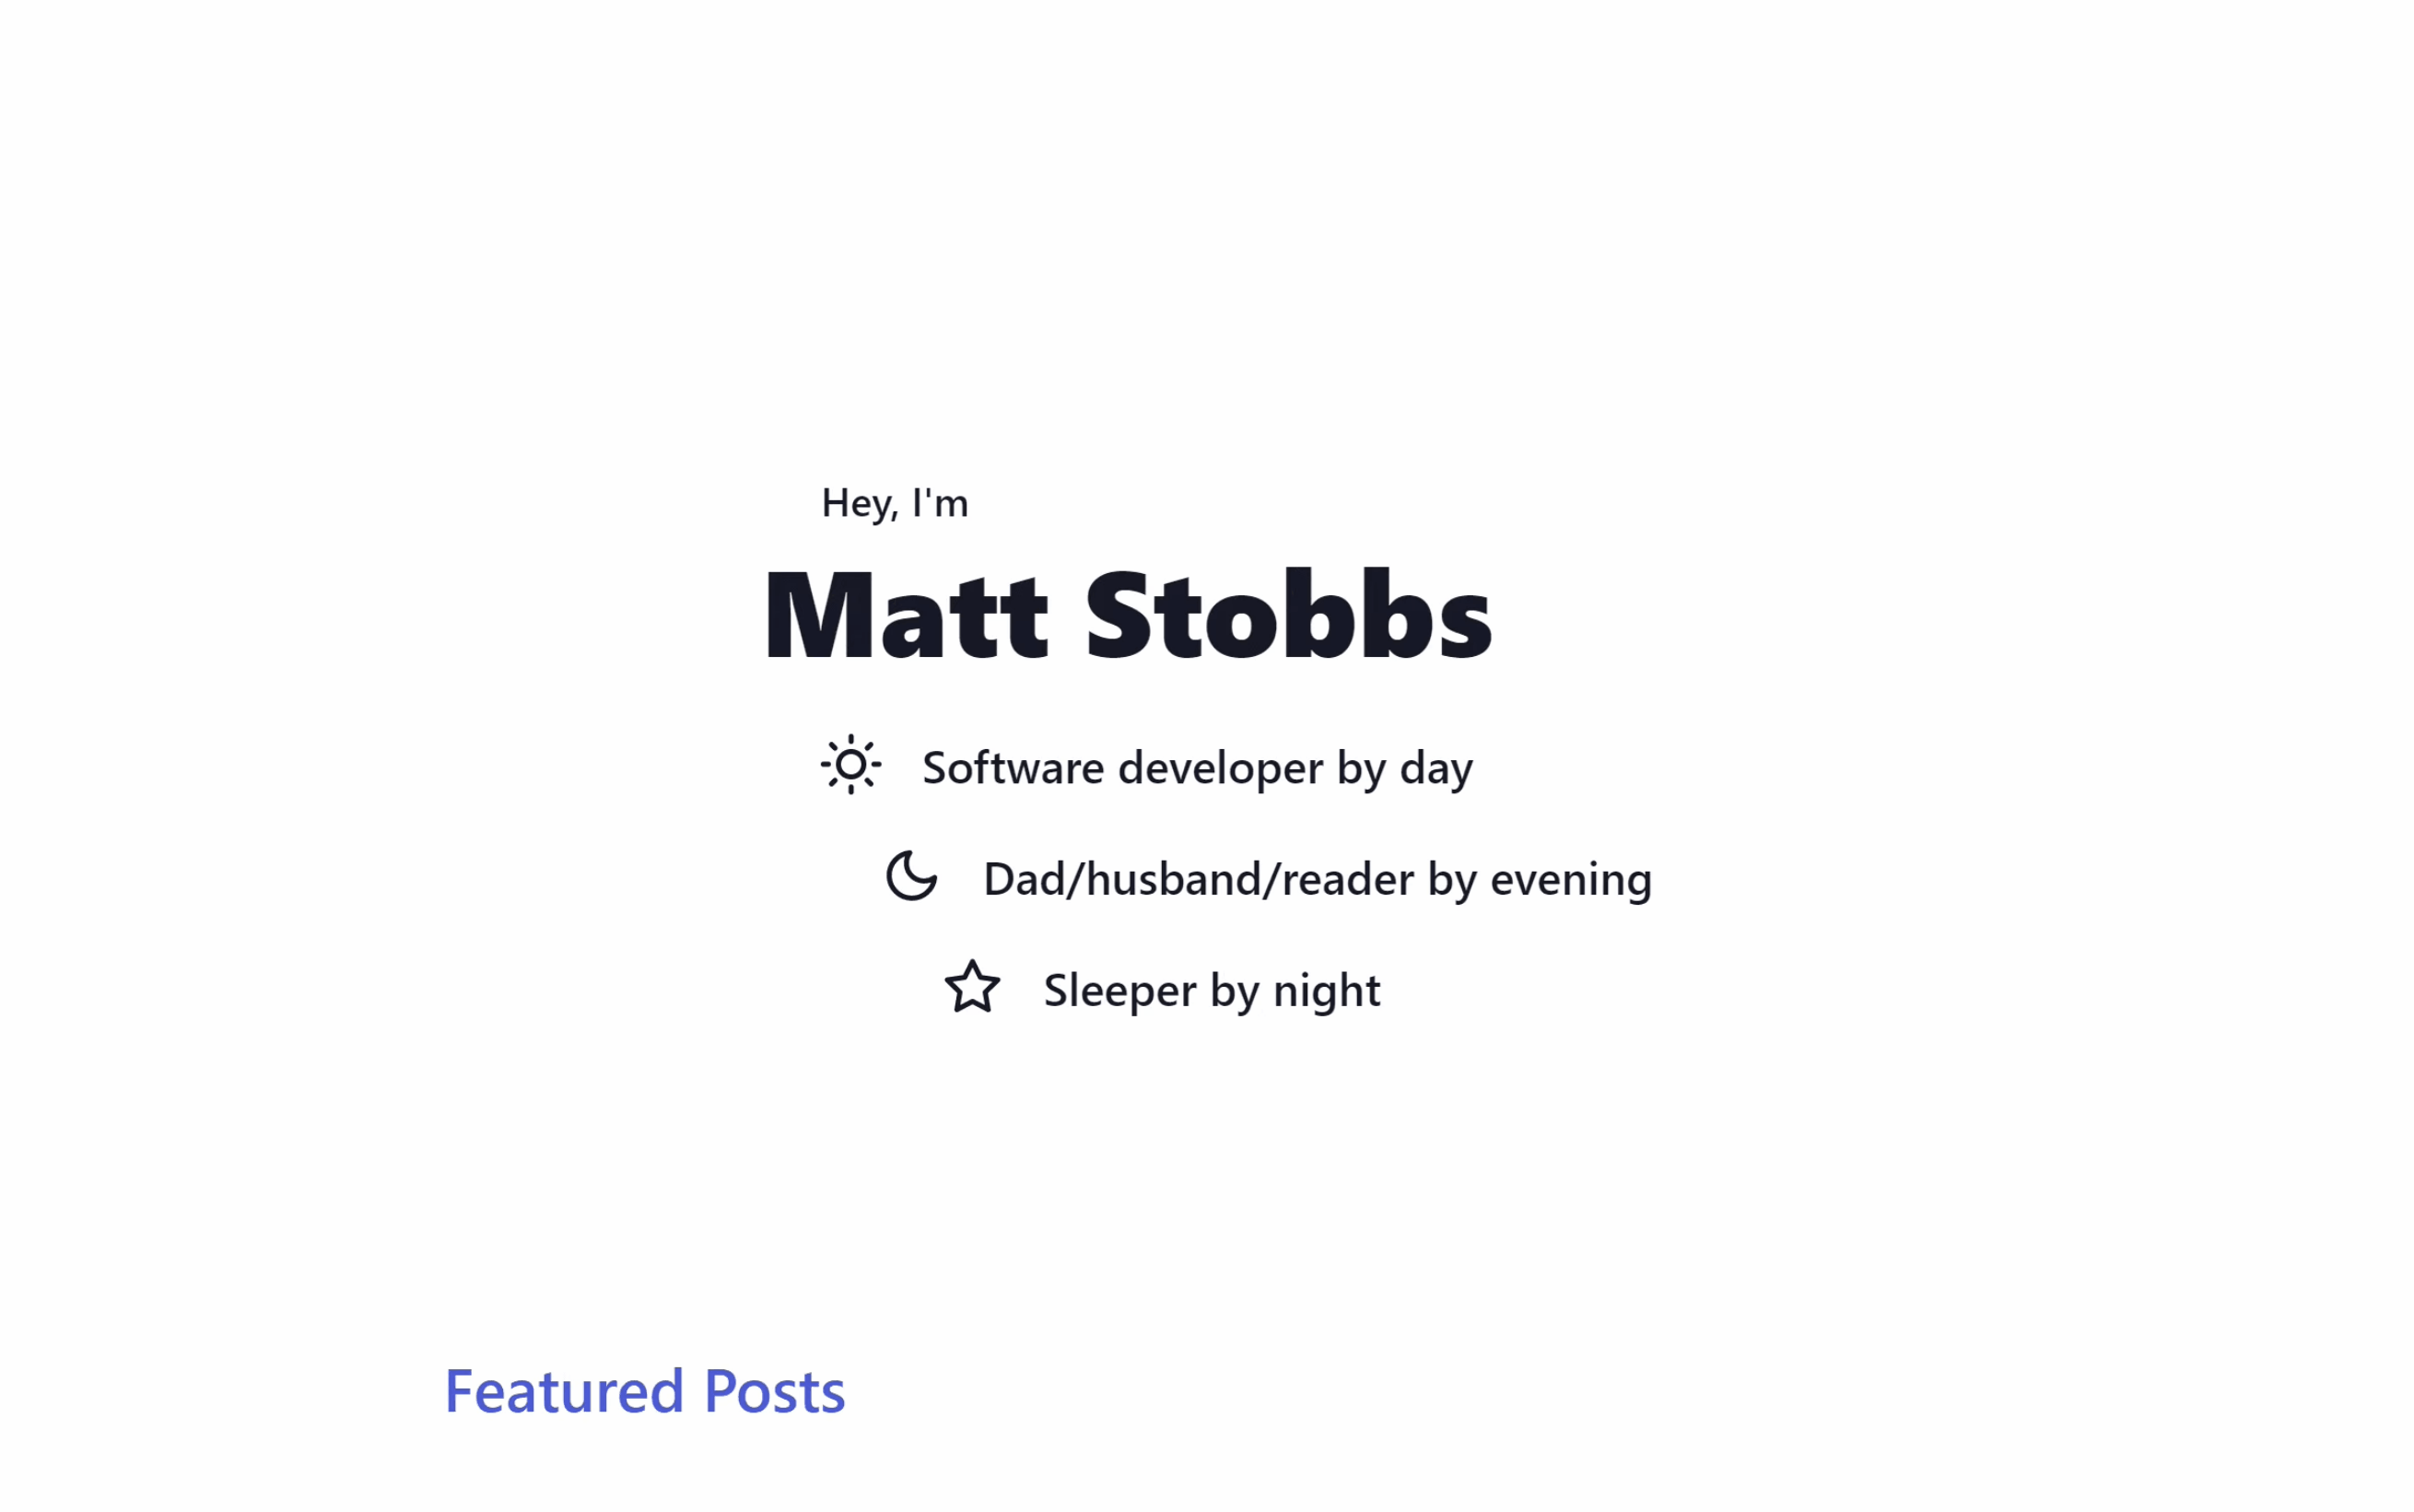 Hey, I'm
Matt Stobbs
Software developer by day
Dad/husband/reader by evening
Sleeper by night
Featured Posts